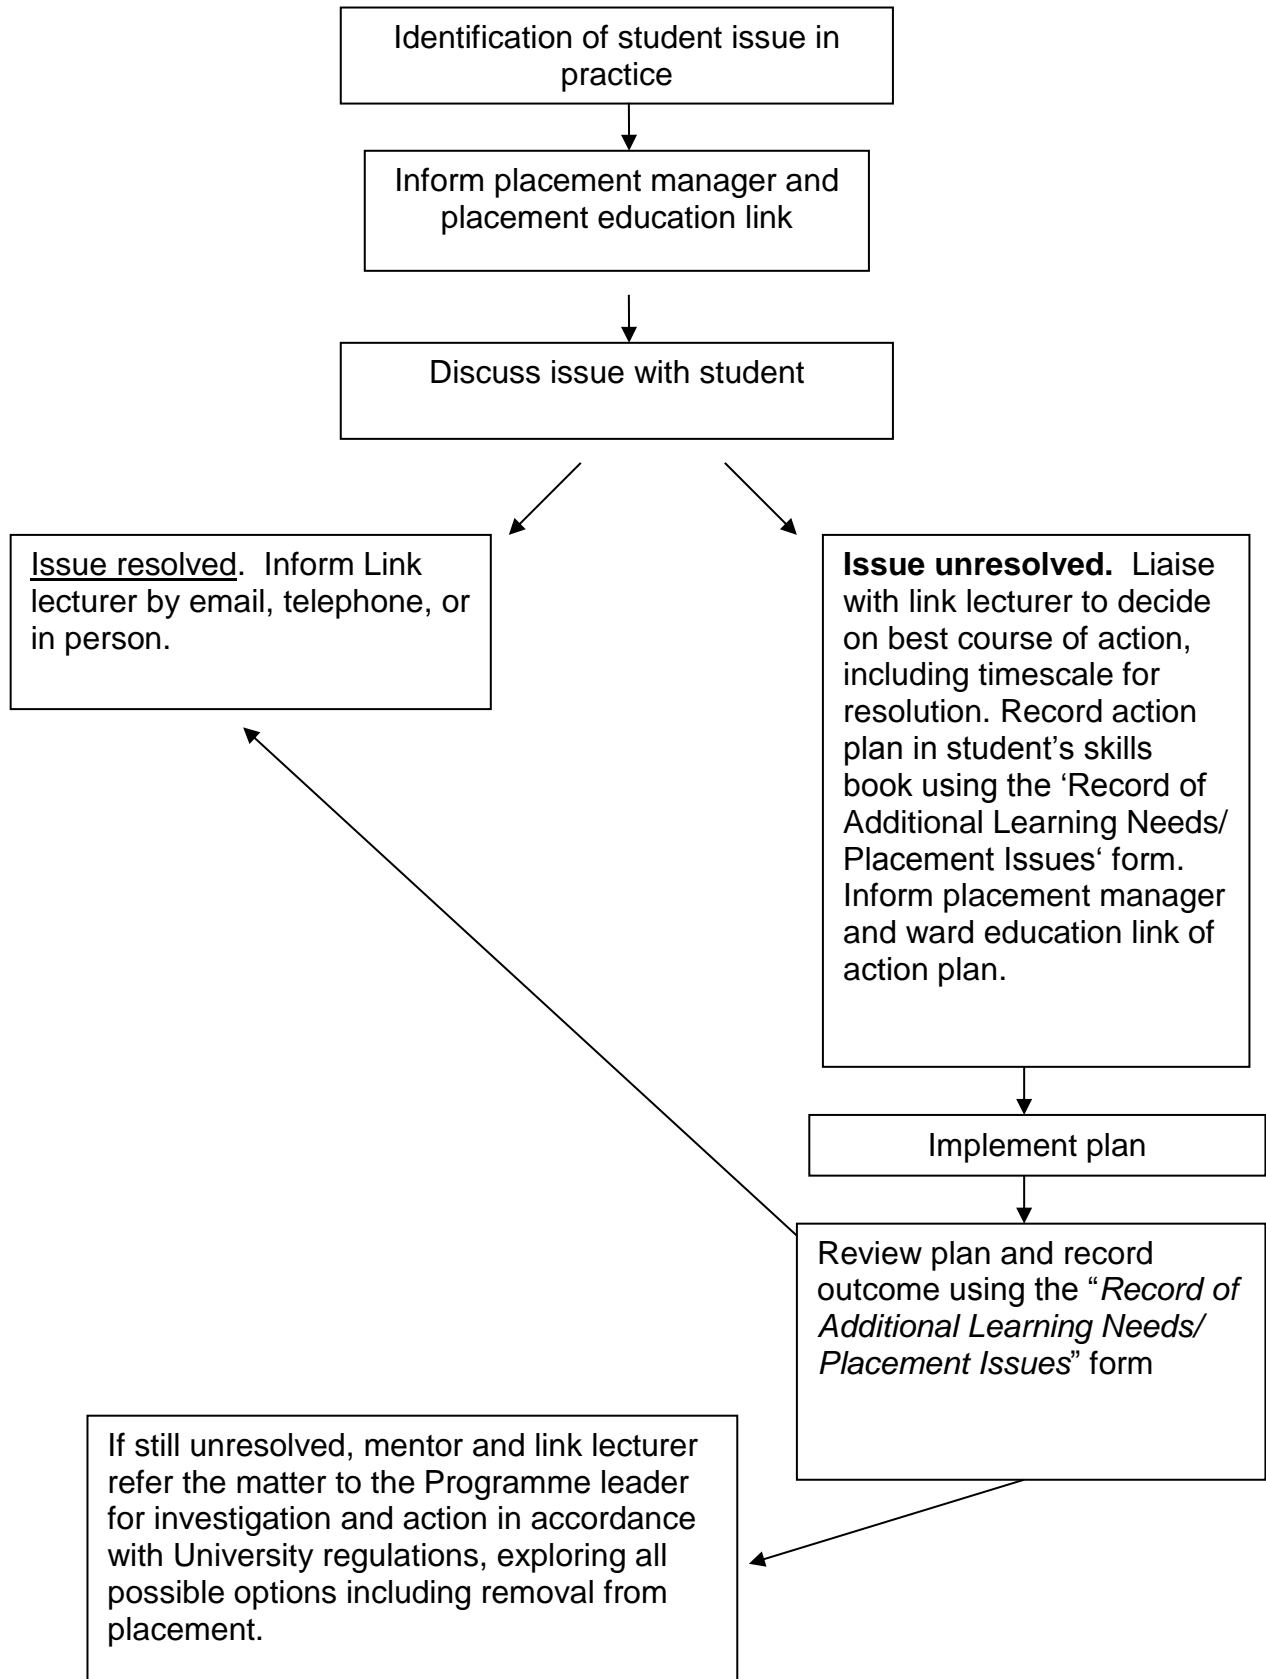 Identification of student issue in
practice
Inform placement manager and
placement education link
Discuss issue with student
Issue resolved.  Inform Link
lecturer by email, telephone, or
in person.
Issue unresolved.  Liaise
with link lecturer to decide
on best course of action,
including timescale for
resolution. Record action
plan in student’s skills
book using the ‘Record of
Additional Learning Needs/
Placement Issues‘ form.
Inform placement manager
and ward education link of
action plan.
Implement plan
Review plan and record
outcome using the “Record of
Additional Learning Needs/
Placement Issues” form
If still unresolved, mentor and link lecturer
refer the matter to the Programme leader
for investigation and action in accordance
with University regulations, exploring all
possible options including removal from
placement.